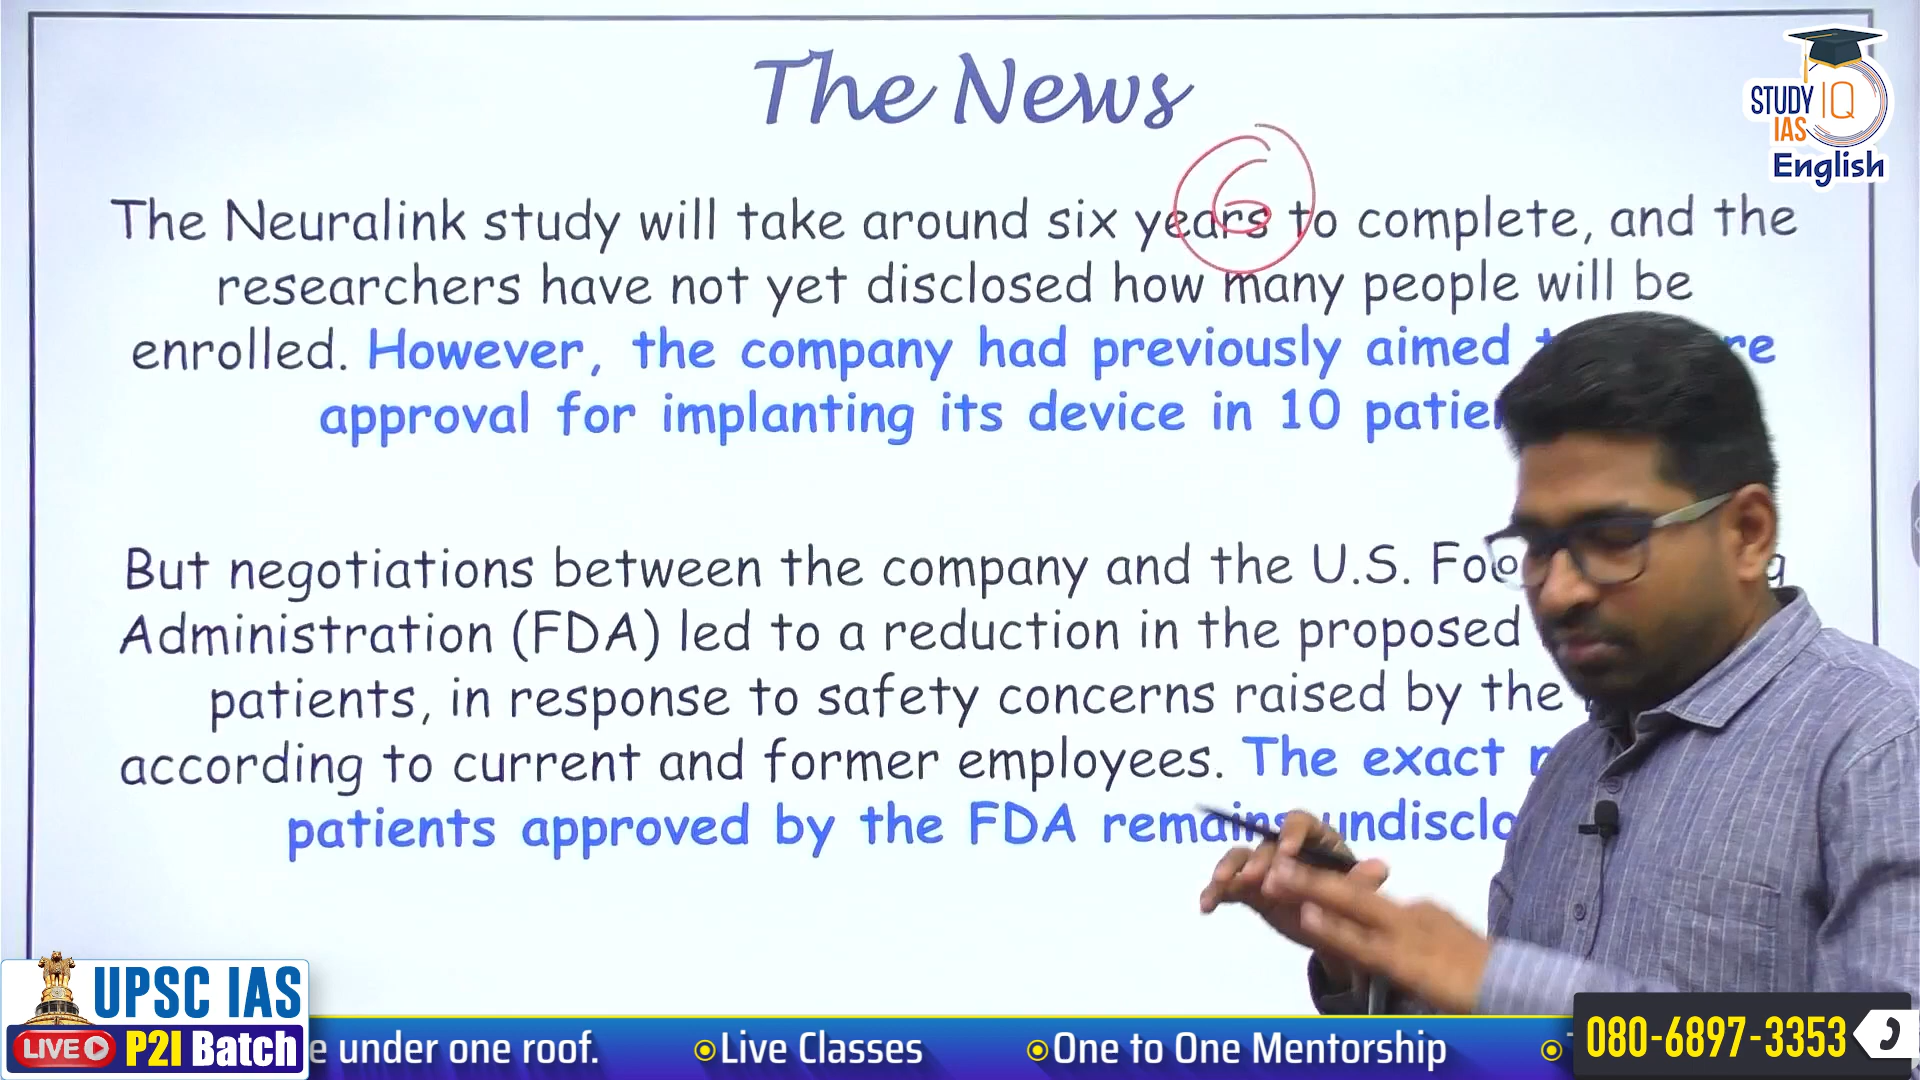 The News
6
STUDY IQ
IAS
English
The Neuralink study will take around six years to complete, and the
researchers have not yet disclosed how many people will be
enrolled. However, the company had previously aimed
approval for implanting its device in 10
But negotiations between the company and the U.S.
Administration (FDA) led to a reduction in the proposed
patients, in response to safety concerns raised by the
according to current and former employees. The exact
patients approved by the FDA remains
UPSC IAS
LIVE P2I Batch
e under one roof. Live Classes One to One Mentorship
080-6897-3353